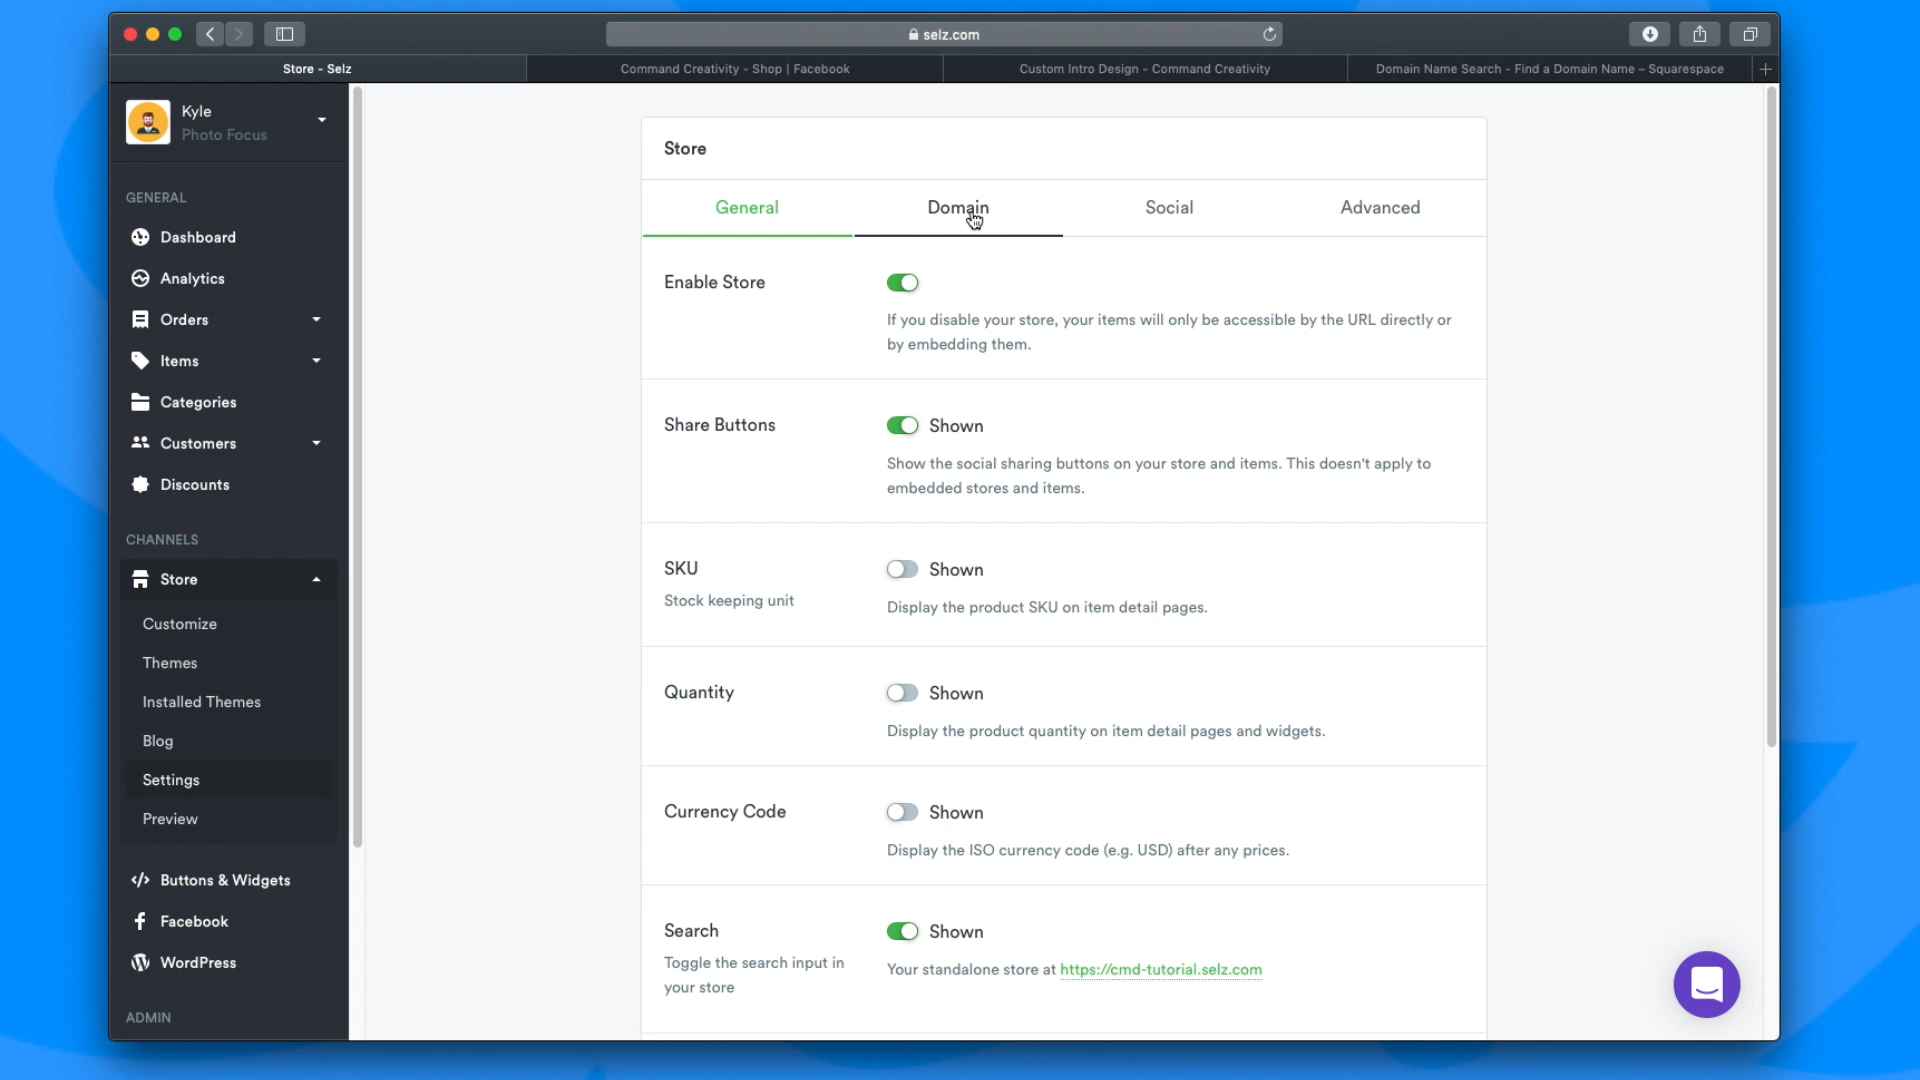 selz.com
Store - Selz
Command Creativity - Shop | Facebook
Custom Intro Design - Command Creativity
Domain Name Search - Find a Domain Name – Squarespace
Kyle
Photo Focus
GENERAL
Dashboard
Analytics
Orders
Items
Categories
Customers
Discounts
CHANNELS
Store
Customize
Themes
Installed Themes
Blog
Settings
Preview
Buttons & Widgets
Facebook
WordPress
ADMIN
Store
General
Domain
Social
Advanced
Enable Store
If you disable your store, your items will only be accessible by the URL directly or
by embedding them.
Share Buttons
Shown
Show the social sharing buttons on your store and items. This doesn't apply to
embedded stores and items.
SKU
Stock keeping unit
Shown
Display the product SKU on item detail pages.
Quantity
Shown
Display the product quantity on item detail pages and widgets.
Currency Code
Shown
Display the ISO currency code (e.g. USD) after any prices.
Search
Toggle the search input in
your store
Shown
Your standalone store at https://cmd-tutorial.selz.com